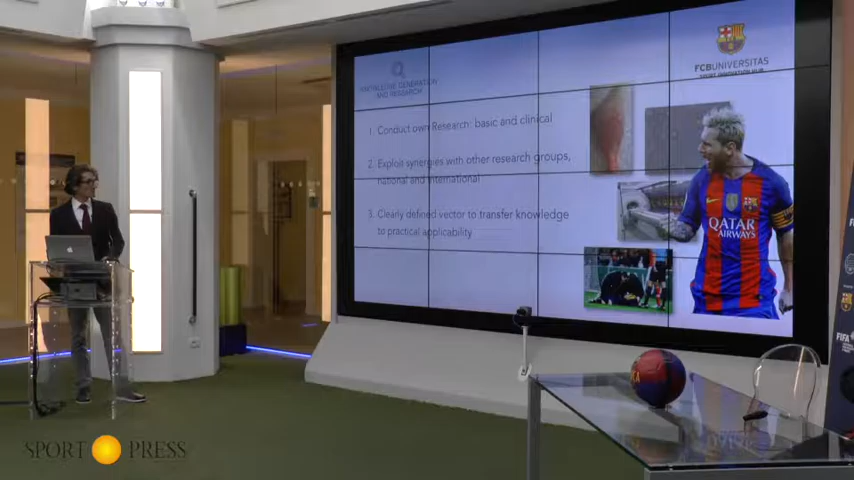 KNOWLEDGE GENERATION
AND RESEARCH
FCBUNIVERSITAS
SPORT INNOVATION HUB
1. Conduct own Research: basic and clinical
2. Exploit synergies with other research groups,
national and international
3. Clearly defined vector to transfer knowledge
to practical applicability
QATAR
AIRWAYS
FIFA
SPORT PRESS